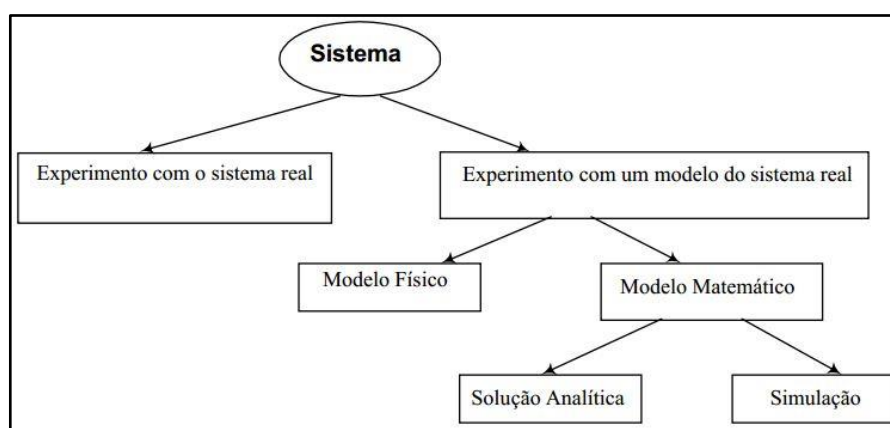 Sistema
Experimento com o sistema real
Experimento com um modelo do sistema real
Modelo Físico
Modelo Matemático
Solução Analítica
Simulação